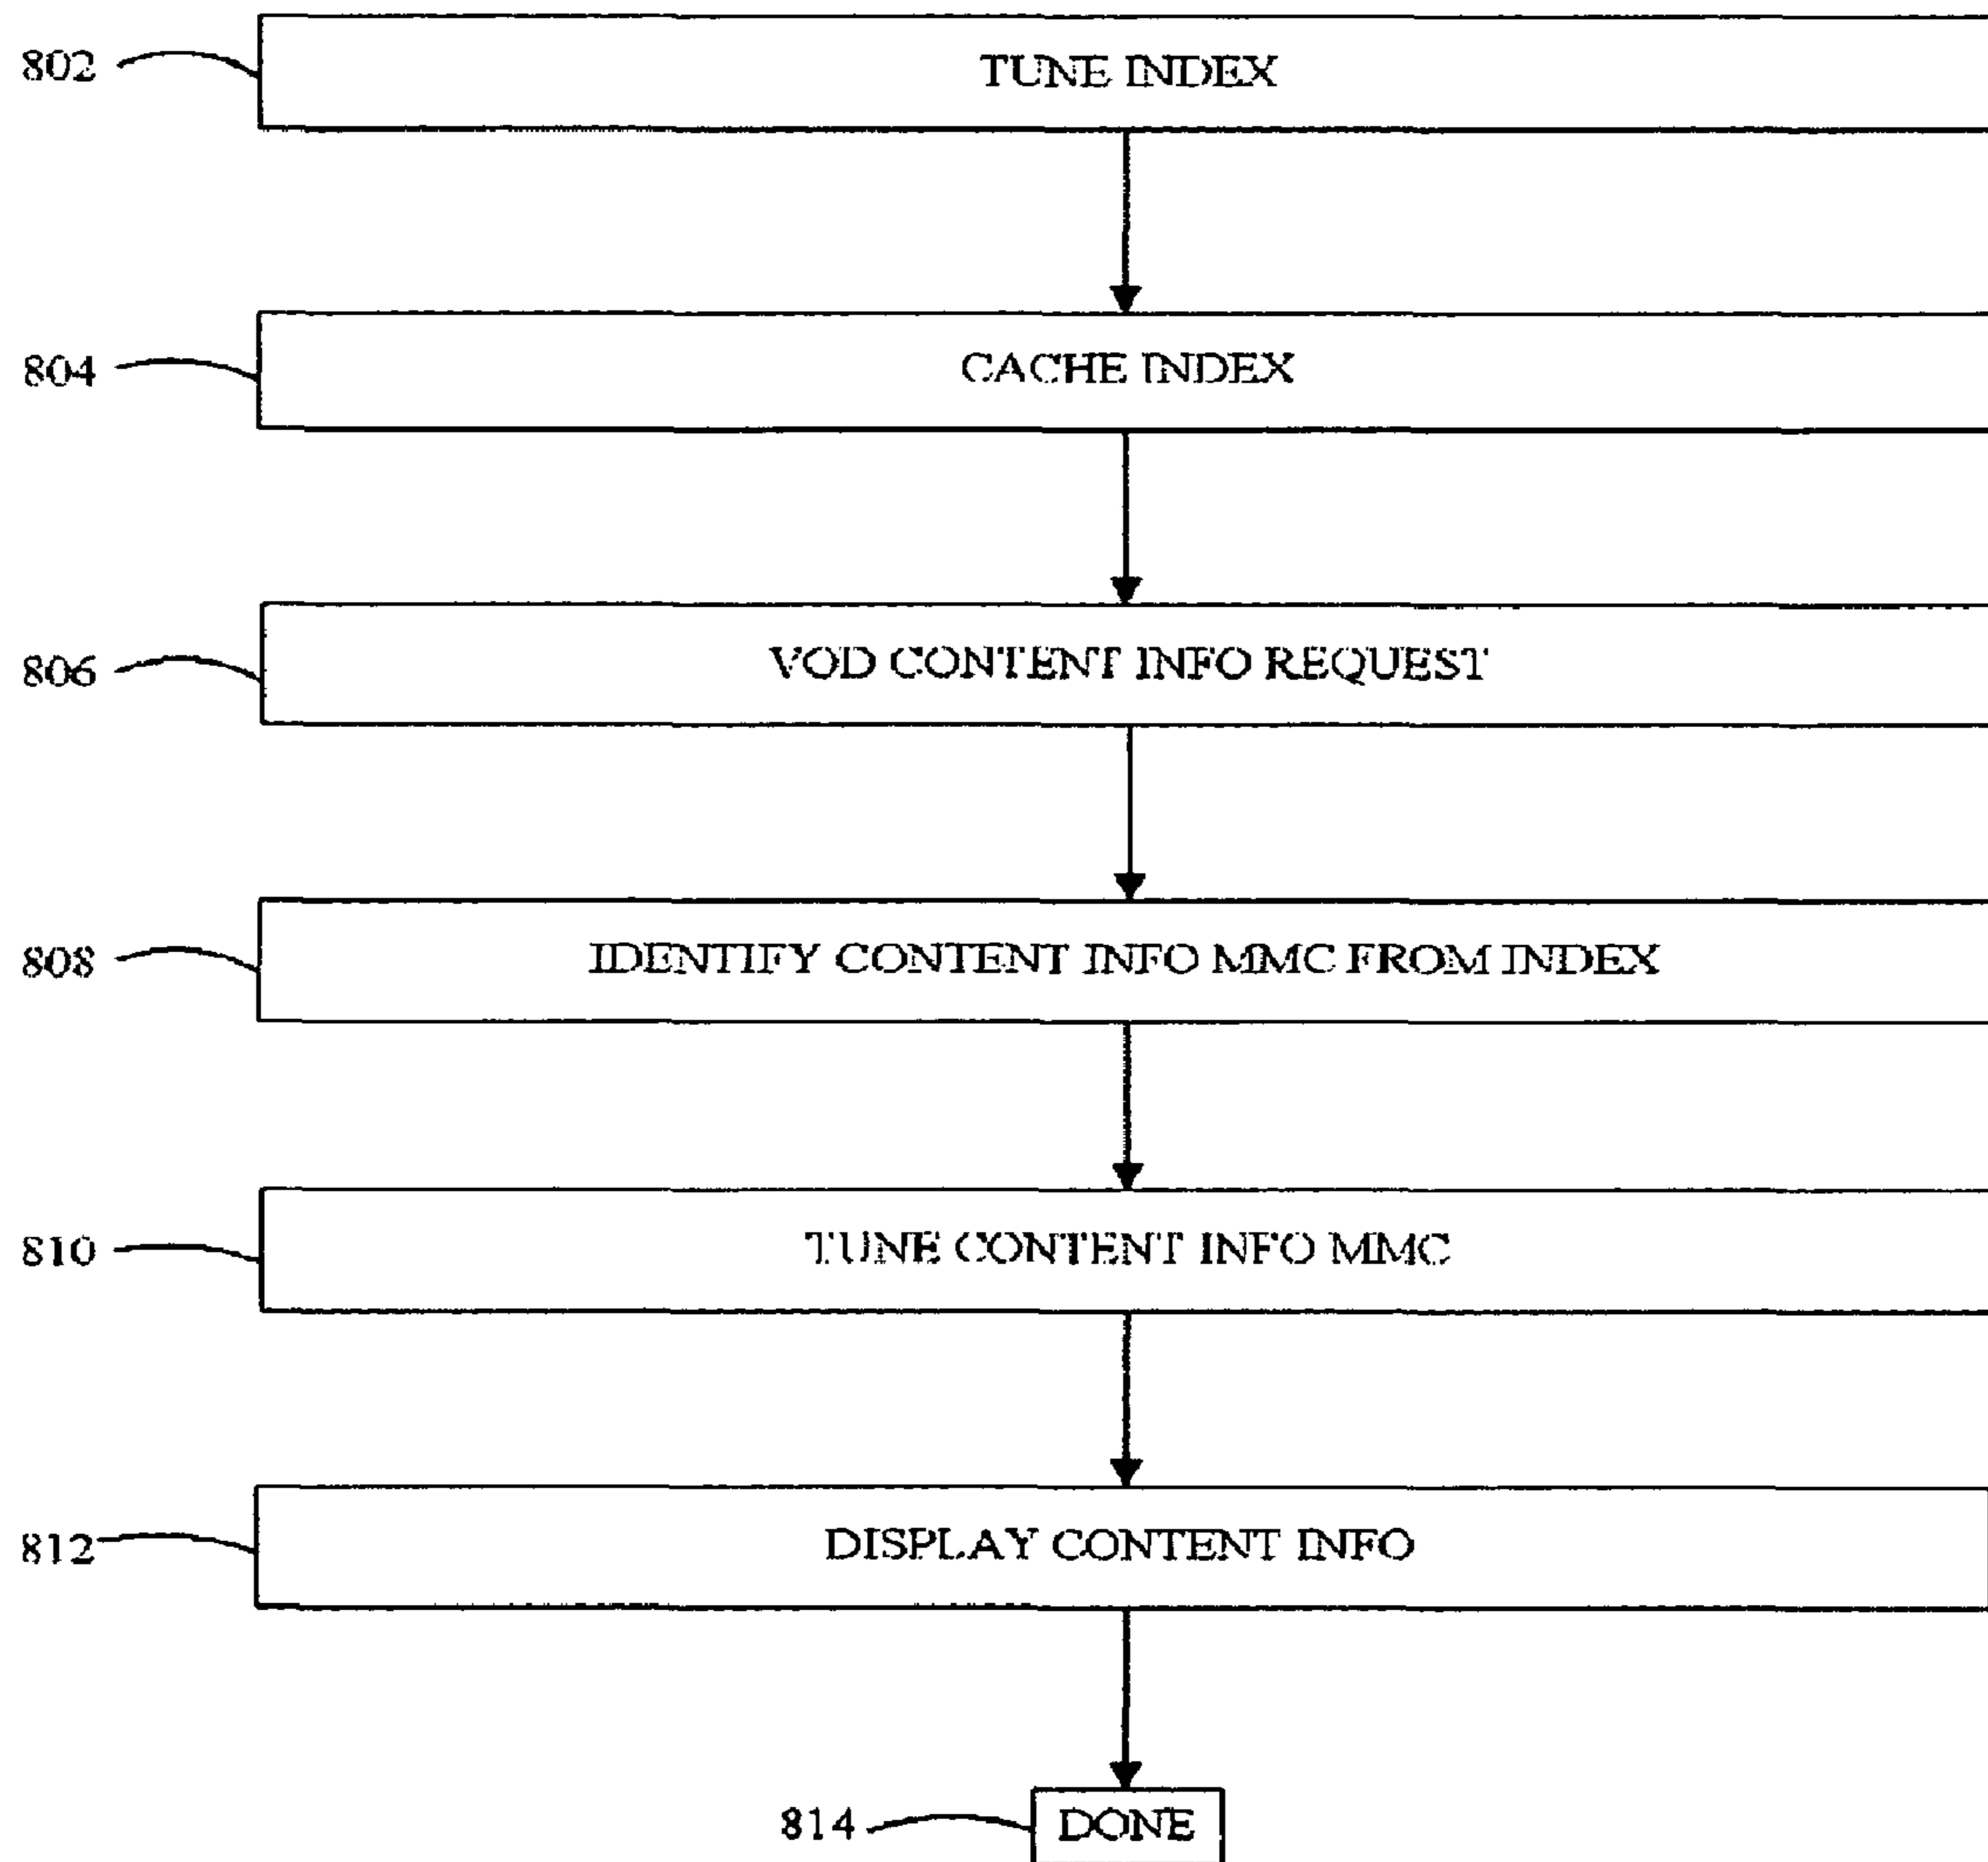 802 TUNE INDEX
804 CACHE INDEX
806 VOD CONTENT INFO REQUEST
808 IDENTIFY CONTENT INFO MMC FROM INDEX
810 TUNE CONTENT INFO MMC
812 DISPLAY CONTENT INFO
814 DONE